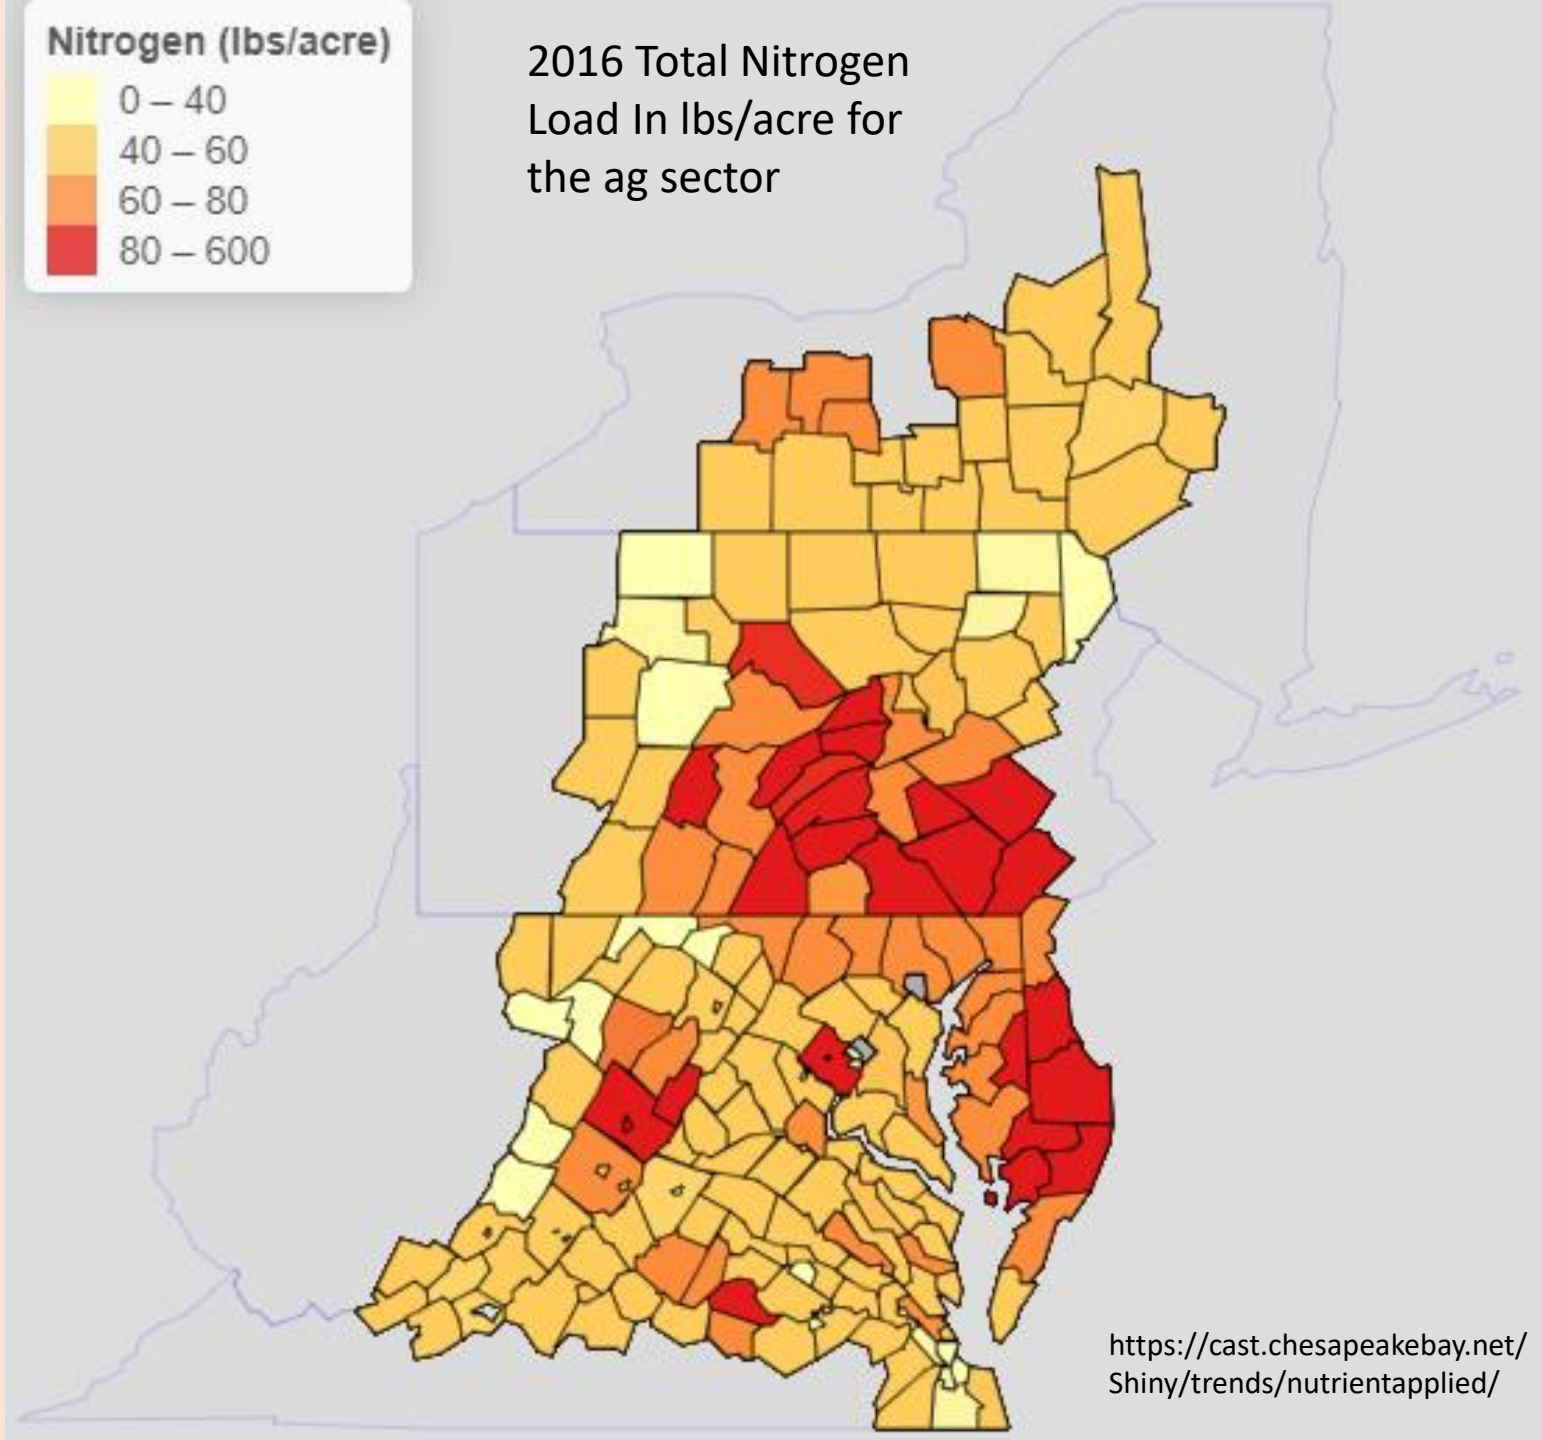 Nitrogen (lbs/acre)
0 – 40
40 – 60
60 – 80
80 – 600
2016 Total Nitrogen
Load In lbs/acre for
the ag sector
https://cast.chesapeakebay.net/
Shiny/trends/nutrientapplied/